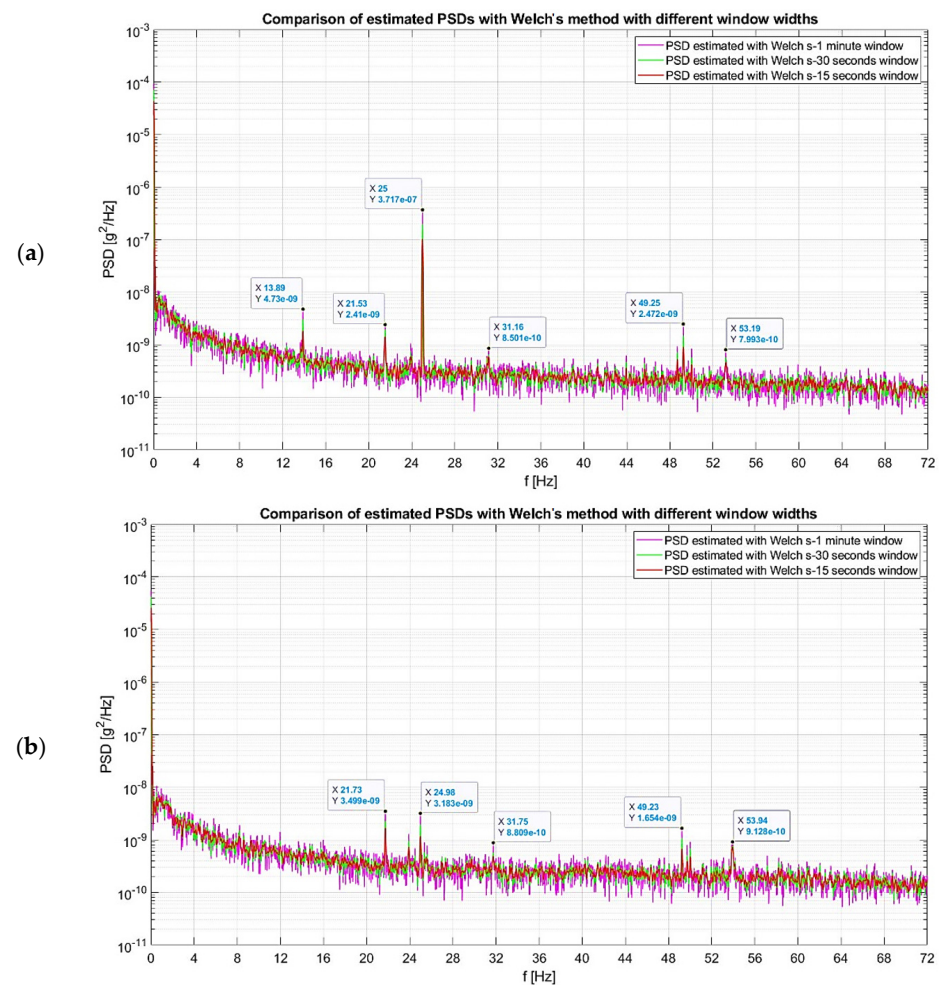 (a)
Comparison of estimated PSDs with Welch's method with different window widths
PSD estimated with Welch s-1 minute window
PSD estimated with Welch s-30 seconds window
PSD estimated with Welch s-15 seconds window
PSD [g²/Hz]
10⁻³
10⁻⁴
10⁻⁵
10⁻⁶
10⁻⁷
10⁻⁸
10⁻⁹
10⁻¹⁰
10⁻¹¹
X 13.89
Y 4.73e-09
X 21.53
Y 2.41e-09
X 25
Y 3.717e-07
X 31.16
Y 8.501e-10
X 49.25
Y 2.472e-09
X 53.19
Y 7.993e-10
0 4 8 12 16 20 24 28 32 36 40 44 48 52 56 60 64 68 72
f [Hz]
(b)
Comparison of estimated PSDs with Welch's method with different window widths
PSD estimated with Welch s-1 minute window
PSD estimated with Welch s-30 seconds window
PSD estimated with Welch s-15 seconds window
PSD [g²/Hz]
10⁻³
10⁻⁴
10⁻⁵
10⁻⁶
10⁻⁷
10⁻⁸
10⁻⁹
10⁻¹⁰
10⁻¹¹
X 21.73
Y 3.499e-09
X 24.98
Y 3.183e-09
X 31.75
Y 8.809e-10
X 49.23
Y 1.654e-09
X 53.94
Y 9.128e-10
0 4 8 12 16 20 24 28 32 36 40 44 48 52 56 60 64 68 72
f [Hz]